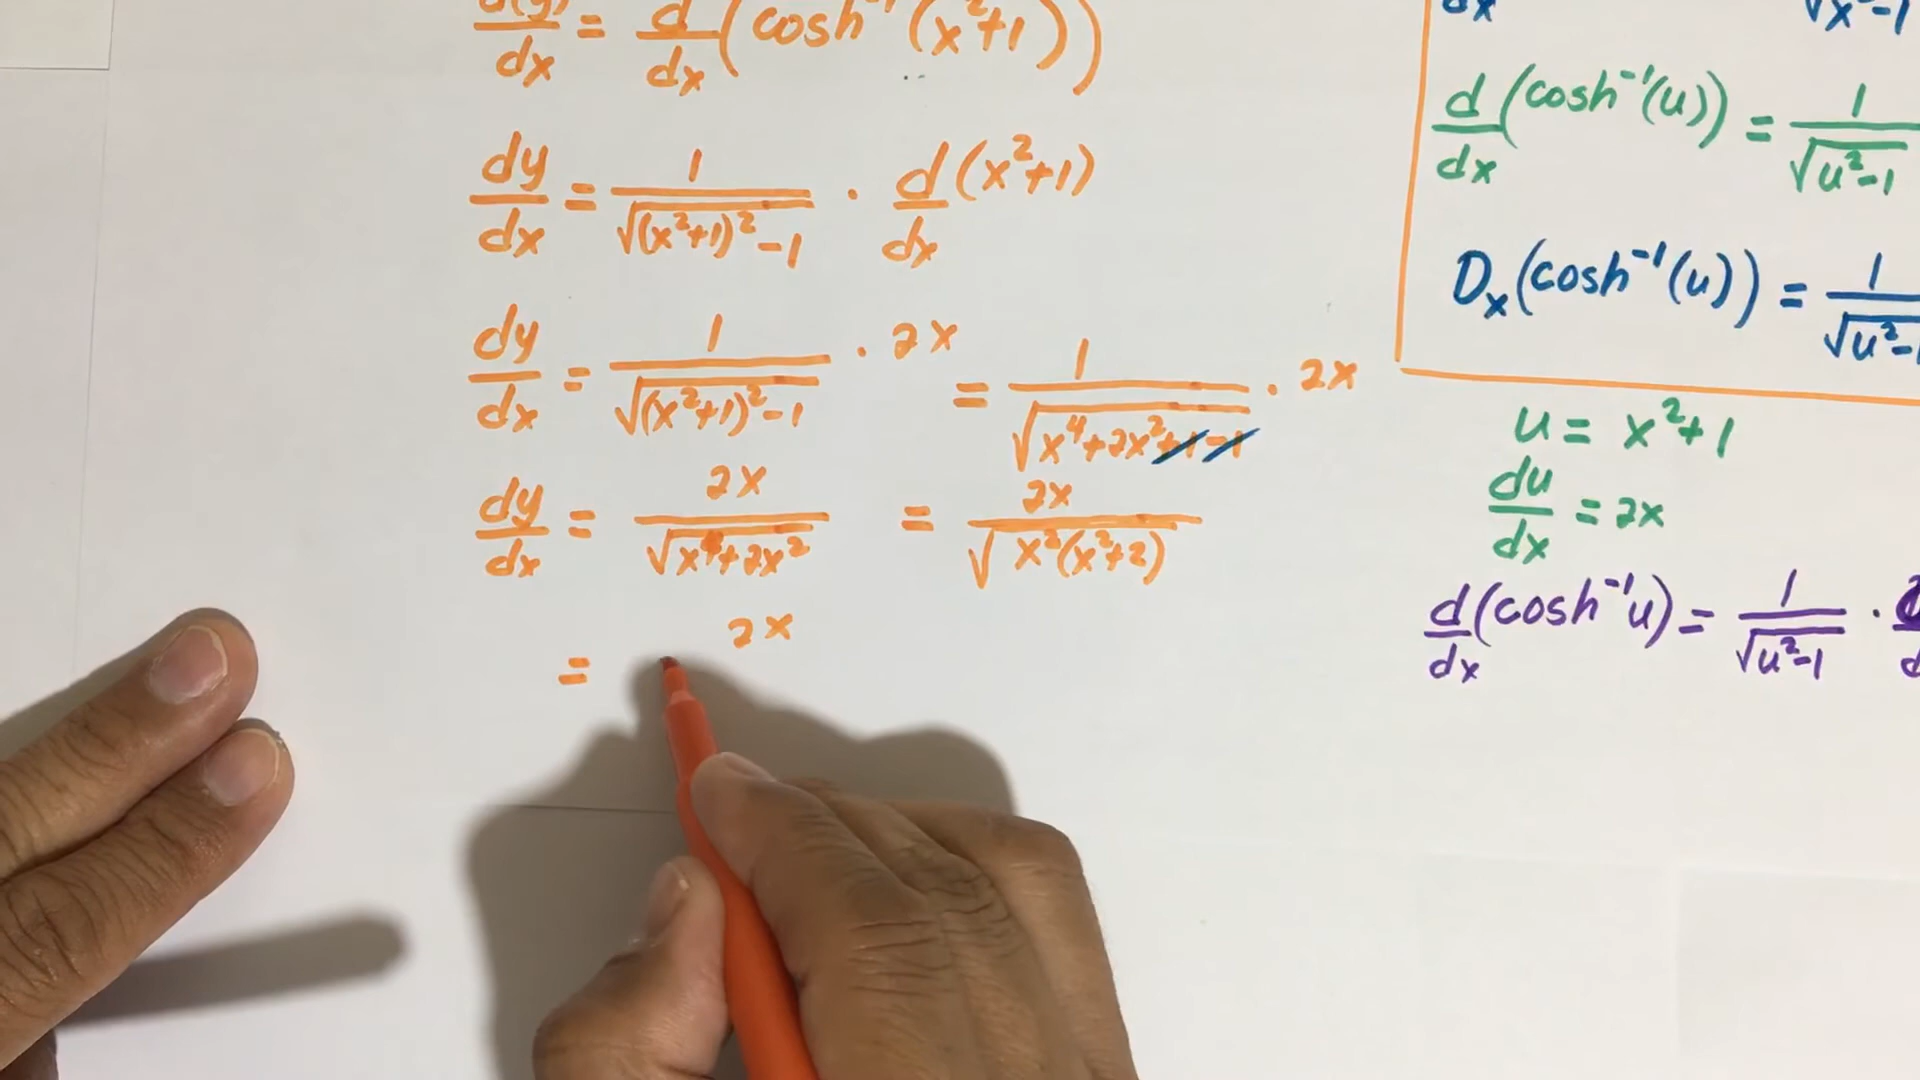 d(y)/dx = d/dx (cosh⁻¹(x²+1))
dy/dx = 1/√((x²+1)²-1) · d/dx (x²+1)
dy/dx = 1/√((x²+1)²-1) · 2x = 1/√(x⁴+2x²+1-1) · 2x
dy/dx = 2x/√(x⁴+2x²) = 2x/√(x²(x²+2))
= 2x
dx √x²-1
d/dx (cosh⁻¹(u)) = 1/√(u²-1)
Dₓ(cosh⁻¹(u)) = 1/√(u²-1
u = x²+1
du/dx = 2x
d/dx (cosh⁻¹u) = 1/√(u²-1) ·